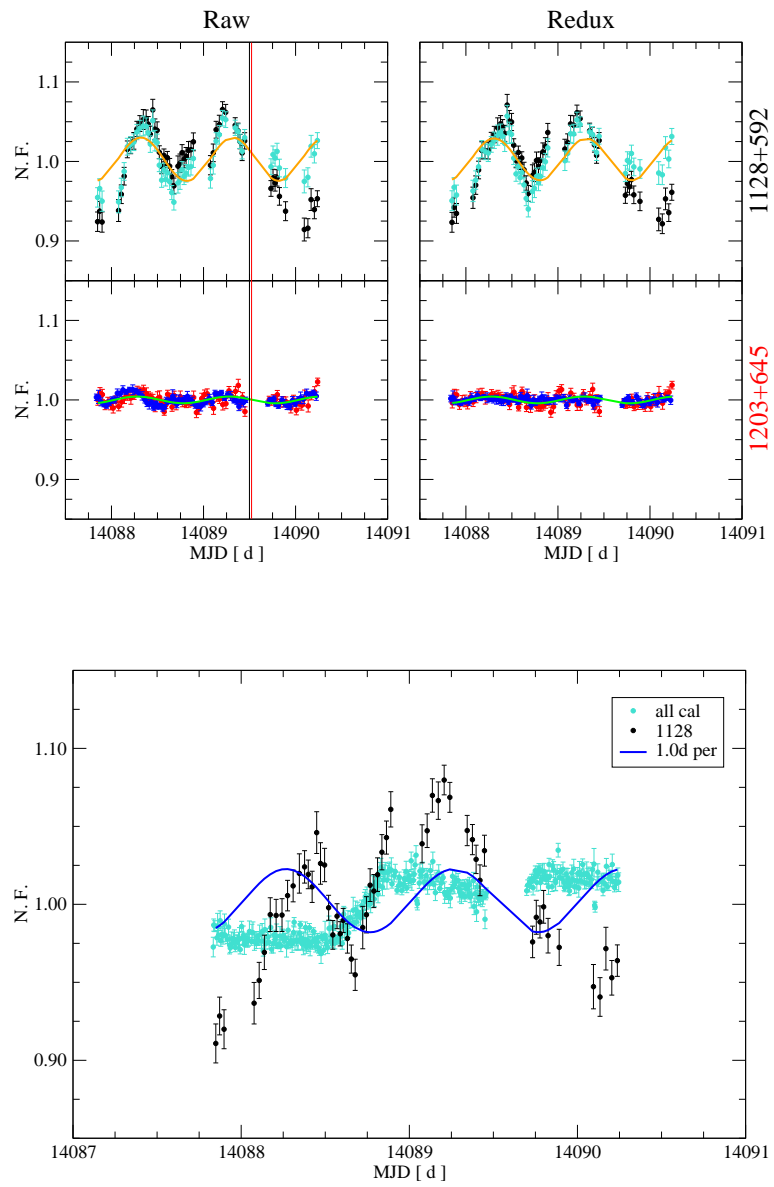 Raw Redux
1.1
1.0
0.9
N. F.
1128+592
1.1
1.0
0.9
N. F.
1203+645
14088 14089 14090 14091 14088 14089 14090 14091
MJD [ d ] MJD [ d ]
1.10
1.00
0.90
N. F.
all cal
1128
1.0d per
14087 14088 14089 14090 14091
MJD [ d ]